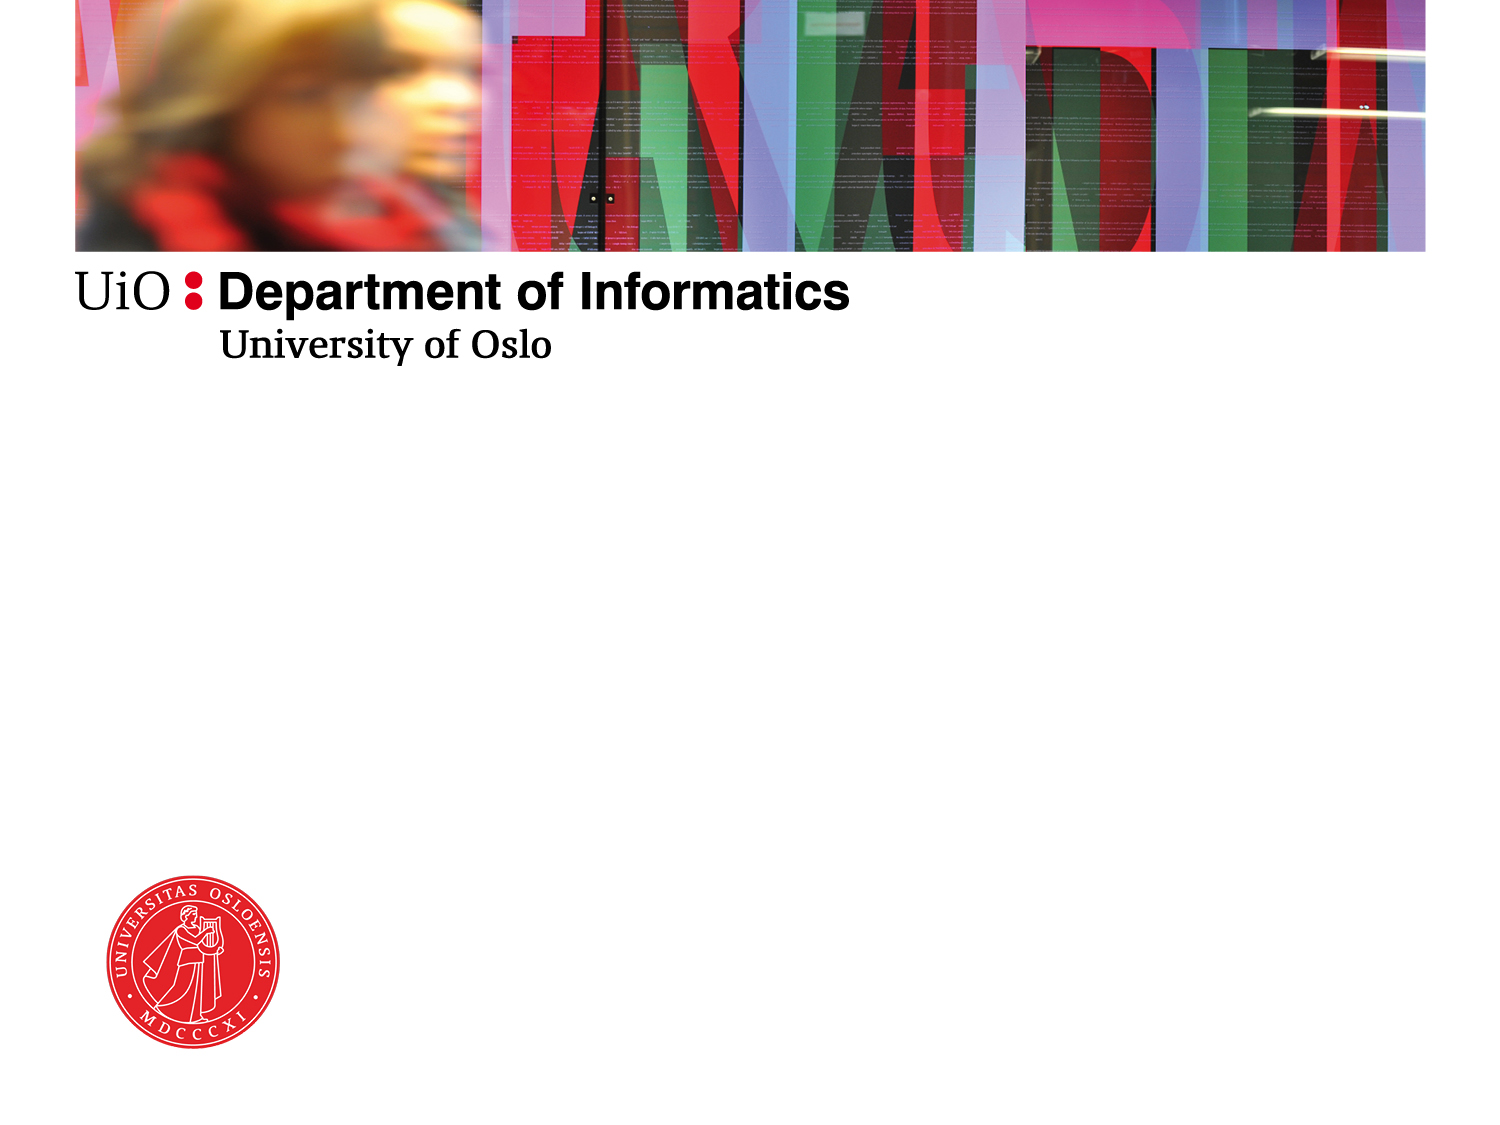 UiO : Department of Informatics
University of Oslo
UNIVERSITAS OSLOENSIS
MDCCCXI